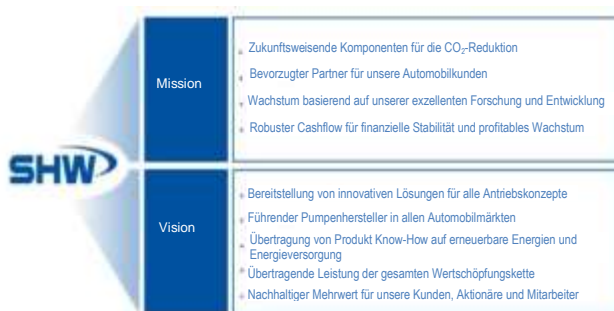 SHW
Mission
Zukunftsweisende Komponenten für die CO₂-Reduktion
Bevorzugter Partner für unsere Automobilkunden
Wachstum basierend auf unserer exzellenten Forschung und Entwicklung
Robuster Cashflow für finanzielle Stabilität und profitables Wachstum
Vision
Bereitstellung von innovativen Lösungen für alle Antriebskonzepte
Führender Pumpenhersteller in allen Automobilmärkten
Übertragung von Produkt Know-How auf erneuerbare Energien und
Energieversorgung
Übertragende Leistung der gesamten Wertschöpfungskette
Nachhaltiger Mehrwert für unsere Kunden, Aktionäre und Mitarbeiter